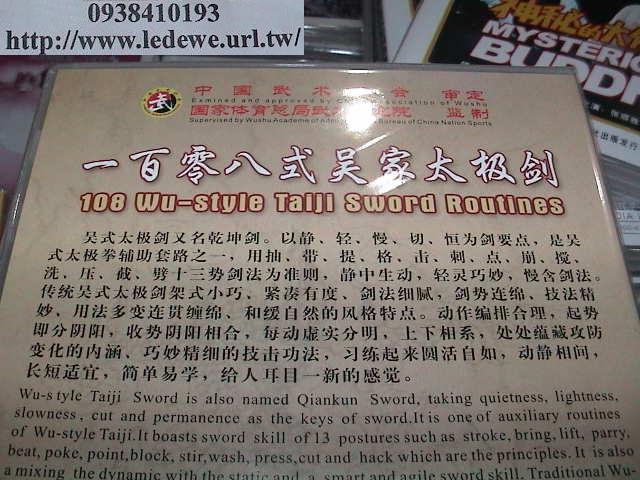 0938410193
http://www.ledewe.url.tw/
神秘的
MYSTERIO
BUDDH
中国武术 会 审定
Examined and approved by Association of Wushu
国家体育总局武术 究院 监制
Supervised by Wushu Academe of Bureau of China Nation Sports
一百零八式吴家太极剑
108 Wu-style Taiji Sword Routines
吴式太极剑又名乾坤剑。以静、轻、慢、切、恒为剑要点，是吴
式太极拳辅助套路之一，用抽、带、提、格、击、刺、点、崩、搅、
洗、压、截、劈十三势剑法为准则，静中生动，轻灵巧妙，慢含剑法。
传统吴式太极剑架式小巧、紧凑有度、剑法细腻，剑势连绵、技法精
妙、用法多变连贯缠绵、和缓自然的风格特点。动作编排合理，起势
即分阴阳，收势阴阳相合，每动虚实分明，上下相系，处处蕴藏攻防
变化的内涵、巧妙精细的技击功法，习练起来圆活自如，动静相间，
长短适宜，简单易学，给人耳目一新的感觉。
Wu-style Taiji Sword is also named Qiankun Sword, taking quietness, lightness,
slowness, cut and permanence as the keys of sword.It is one of auxiliary routines
of Wu-style Taiji.It boasts sword skill of 13 postures such as stroke, bring, lift, parry,
beat, poke, point,block, stir,wash, press,cut and hack which are the principles. It is also
a mixing the dynamic with the static and a smart and agile sword skill. Traditional Wu-